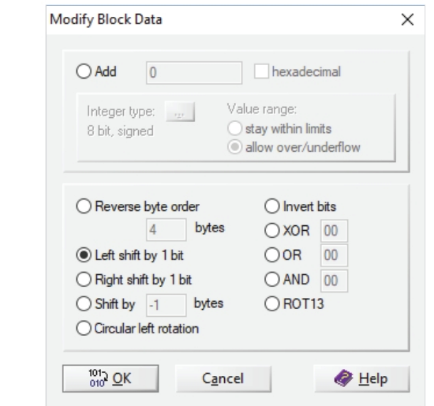 Modify Block Data
Add 0 hexadecimal
Integer type: ... Value range:
8 bit, signed stay within limits
allow over/underflow
Reverse byte order Invert bits
4 bytes XOR 00
Left shift by 1 bit OR 00
Right shift by 1 bit AND 00
Shift by -1 bytes ROT13
Circular left rotation
OK Cancel Help